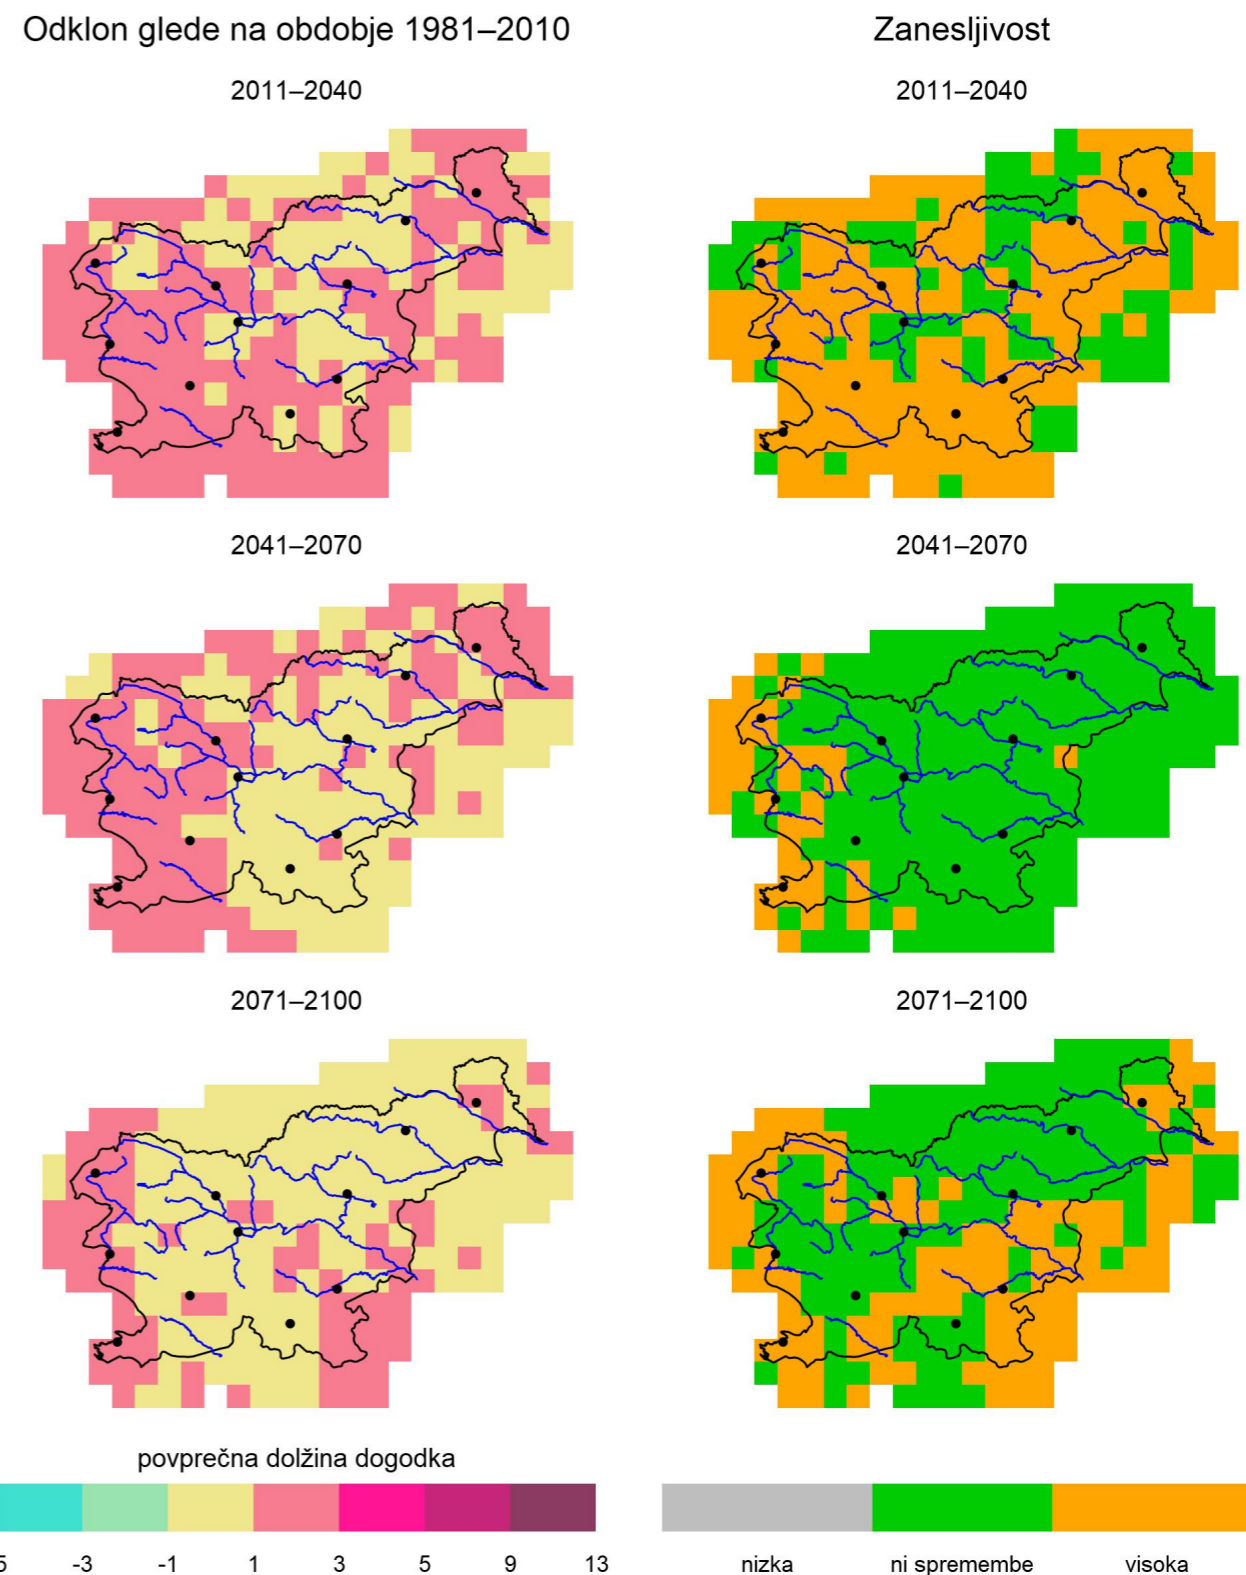 Odklon glede na obdobje 1981–2010
Zanesljivost
2011–2040
2011–2040
2041–2070
2041–2070
2071–2100
2071–2100
povprečna dolžina dogodka
5 -3 -1 1 3 5 9 13
nizka ni spremembe visoka